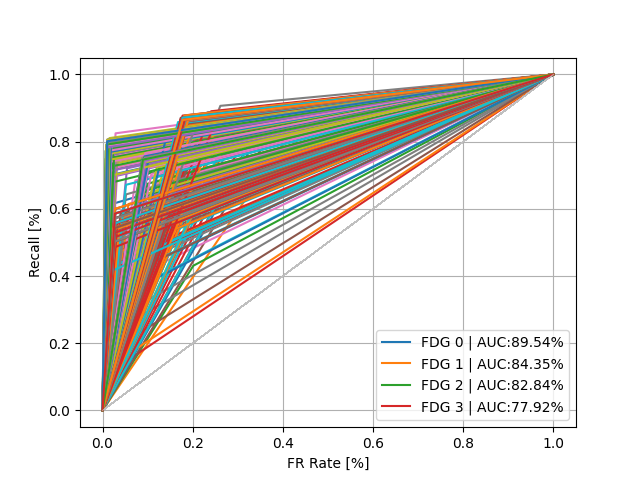 1.0
0.8
0.6
0.4
0.2
0.0
Recall [%]
0.0 0.2 0.4 0.6 0.8 1.0
FR Rate [%]
FDG 0 | AUC:89.54%
FDG 1 | AUC:84.35%
FDG 2 | AUC:82.84%
FDG 3 | AUC:77.92%